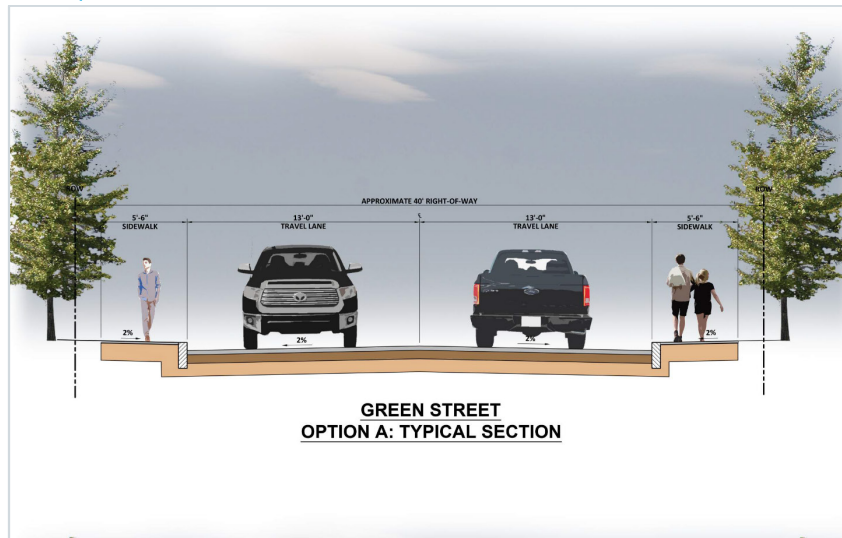 ROW
ROW
APPROXIMATE 40' RIGHT-OF-WAY
5'-6"
SIDEWALK
13'-0"
TRAVEL LANE
13'-0"
TRAVEL LANE
5'-6"
SIDEWALK
2%
2%
2%
2%
GREEN STREET
OPTION A: TYPICAL SECTION